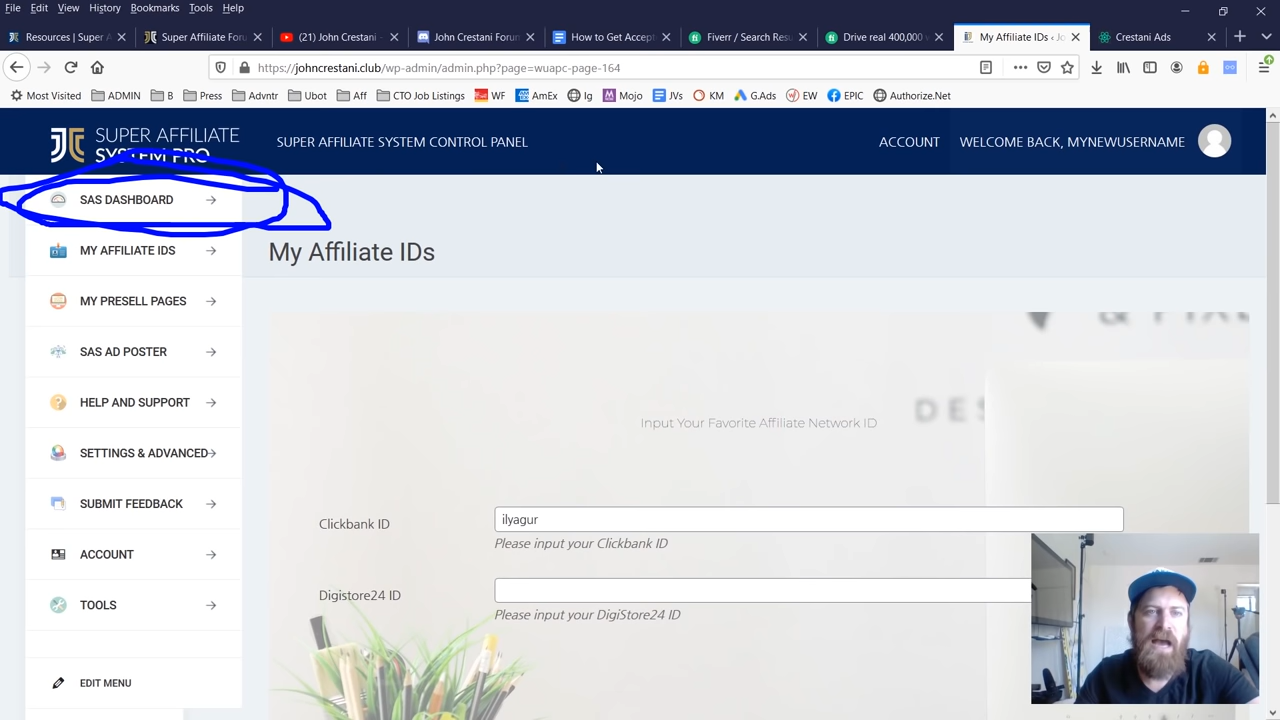 File Edit View History Bookmarks Tools Help
Resources | Super A
Super Affiliate Foru
(21) John Crestani -
John Crestani Forum
How to Get Accept
Fiverr / Search Resu
Drive real 400,000 v
My Affiliate IDs ‹ Jo
Crestani Ads
https://johncrestani.club/wp-admin/admin.php?page=wuapc-page-164
Most Visited ADMIN B Press Advntr Ubot Aff CTO Job Listings WF AmEx Ig Mojo JVs KM G.Ads EW EPIC Authorize.Net
SUPER AFFILIATE
SYSTEM PRO
SUPER AFFILIATE SYSTEM CONTROL PANEL
ACCOUNT
WELCOME BACK, MYNEWUSERNAME
SAS DASHBOARD
MY AFFILIATE IDS
MY PRESELL PAGES
SAS AD POSTER
HELP AND SUPPORT
SETTINGS & ADVANCED
SUBMIT FEEDBACK
ACCOUNT
TOOLS
EDIT MENU
My Affiliate IDs
Input Your Favorite Affiliate Network ID
DES
Clickbank ID
ilyagur
Please input your Clickbank ID
Digistore24 ID
Please input your DigiStore24 ID